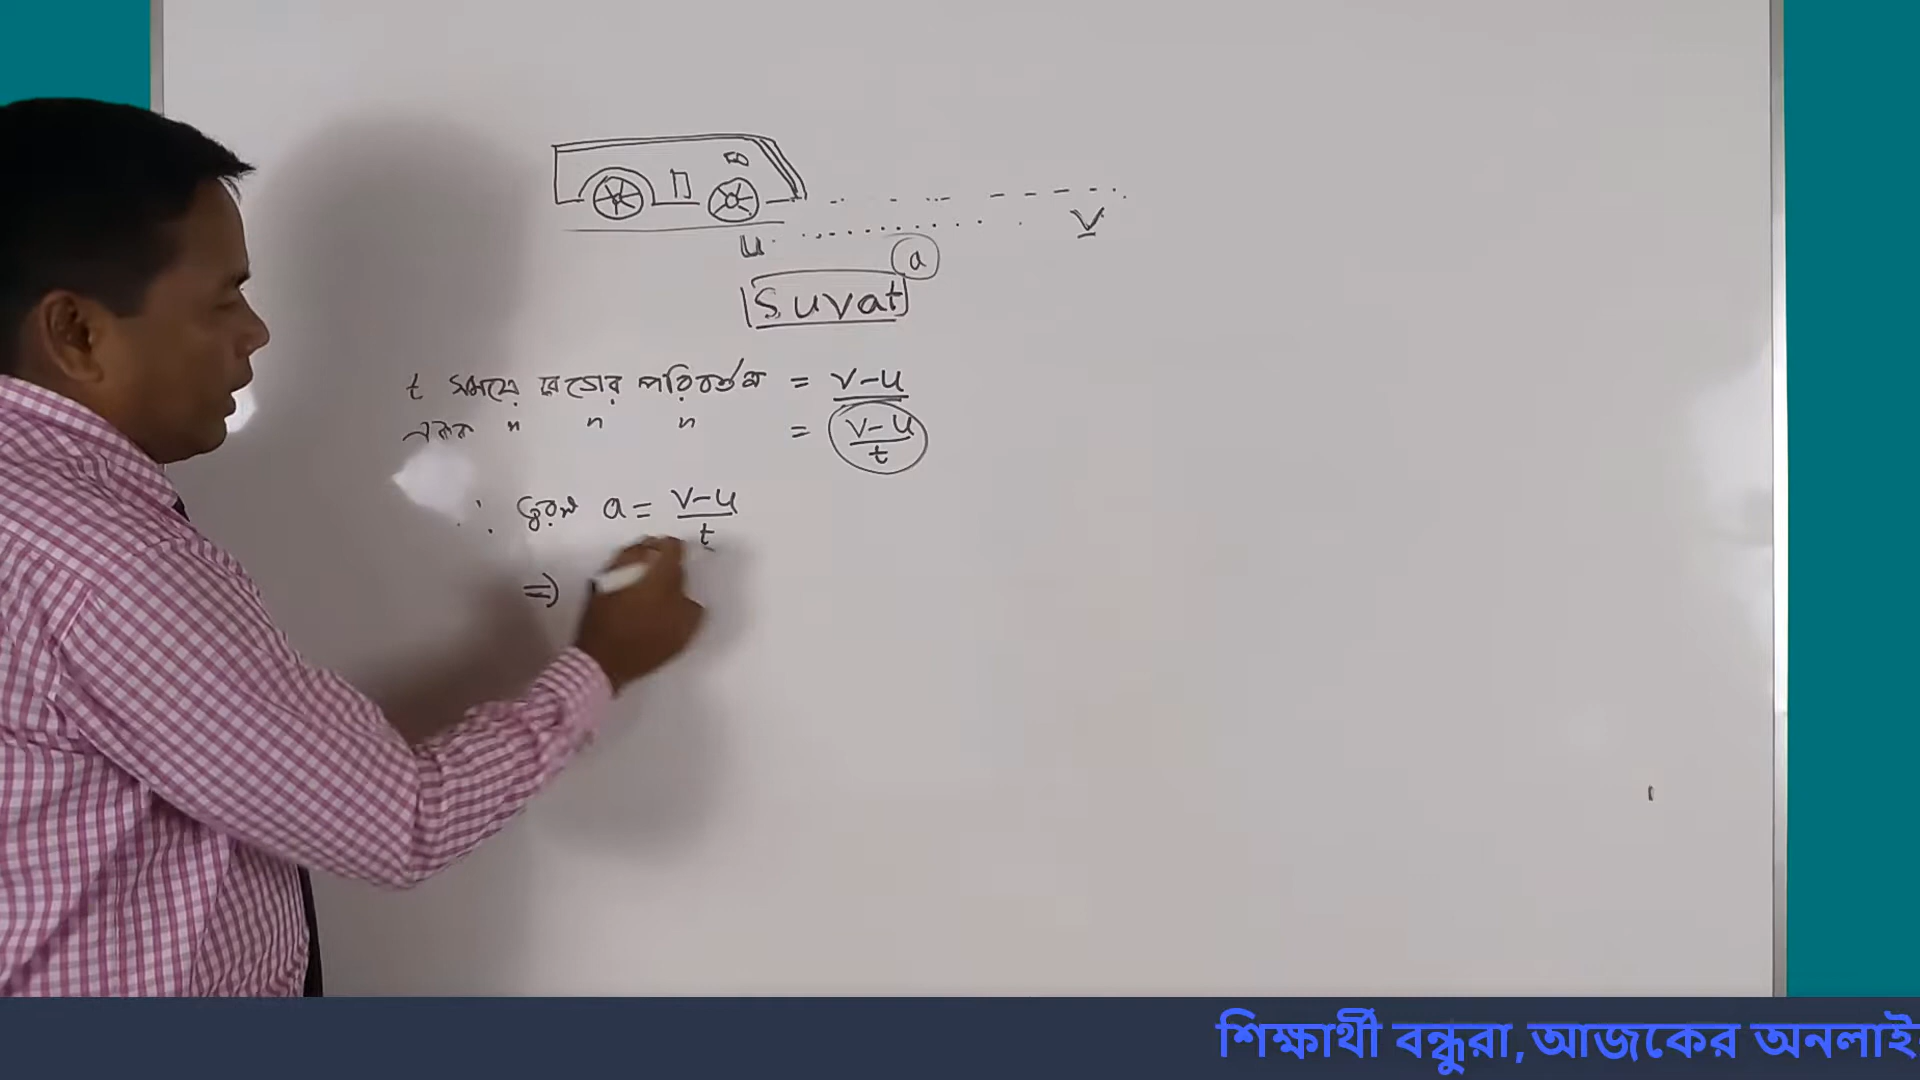 u
v
a
suvat
t সময়ে বেগের পরিবর্তন = v-u
একক " " " = v-u/t
∴ ত্বরণ a = v-u/t
⇒
শিক্ষার্থী বন্ধুরা,আজকের অনলাই